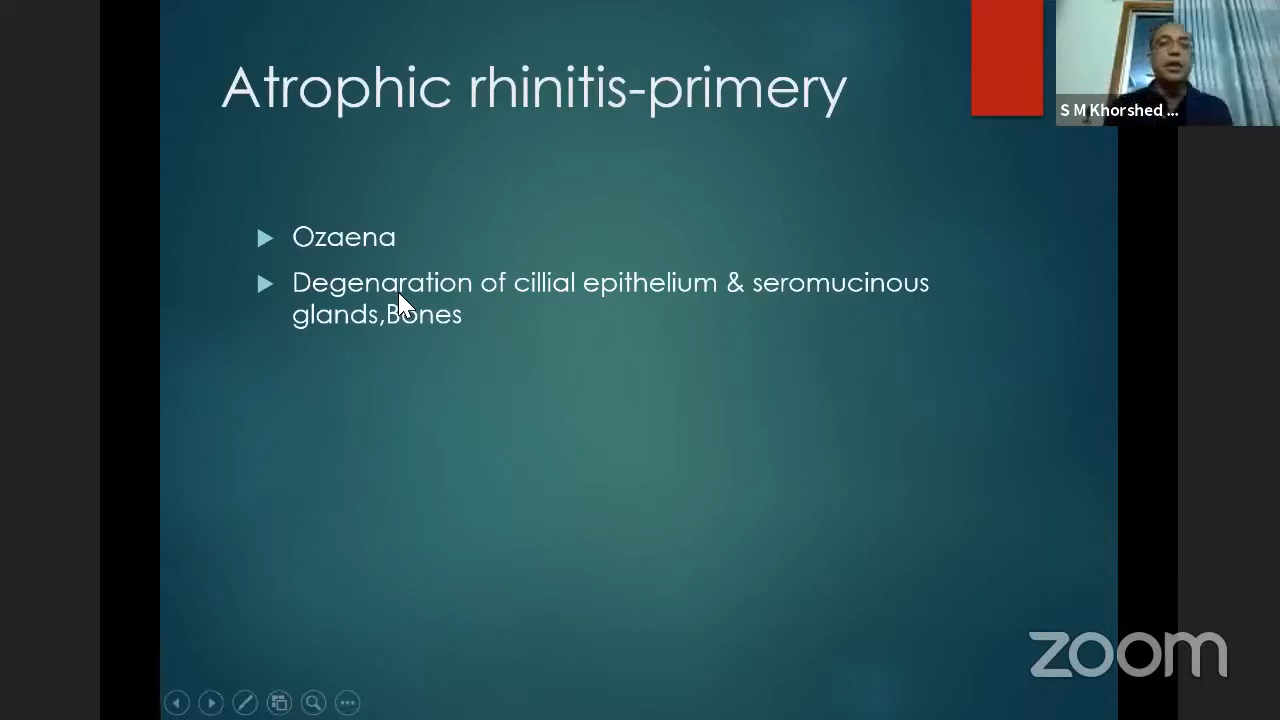 Atrophic rhinitis-primery
S M Khorshed ...
Ozaena
Degenaration of cillial epithelium & seromucinous
glands,Bones
zoom